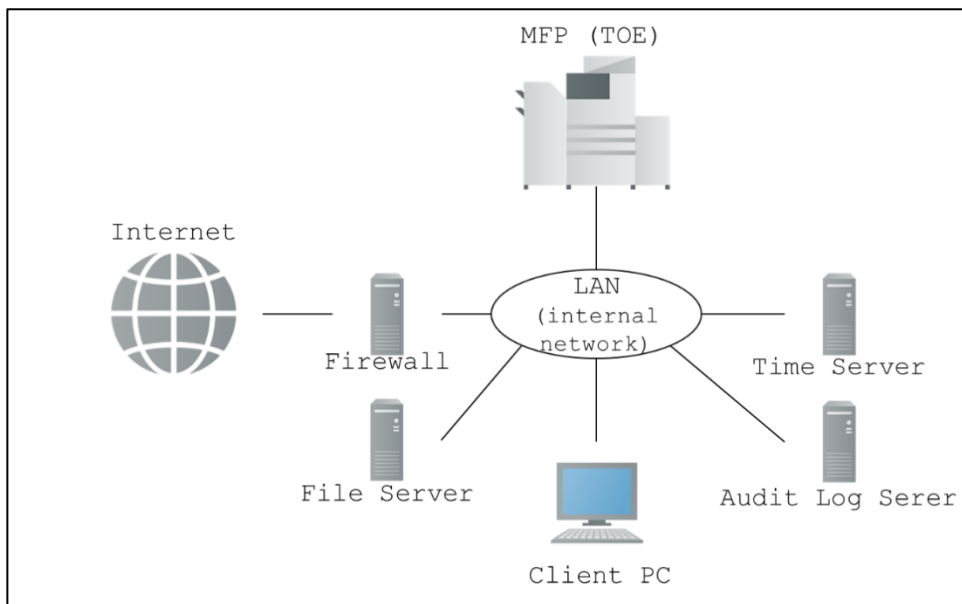 MFP (TOE)
Internet
LAN
(internal
network)
Firewall
Time Server
File Server
Audit Log Serer
Client PC